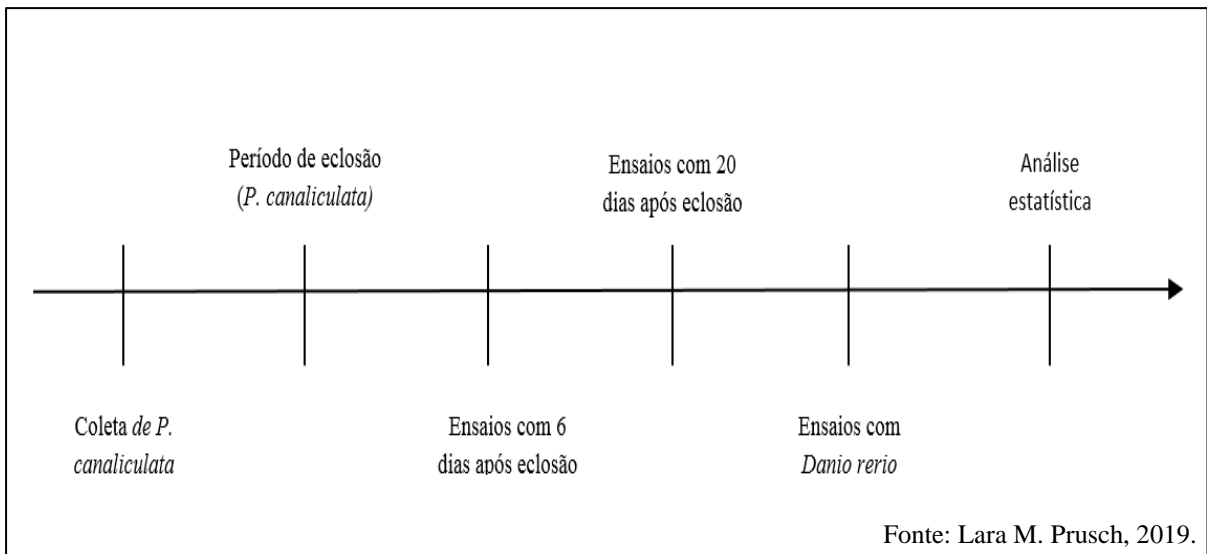 Período de eclosão
(P. canaliculata)
Ensaios com 20
dias após eclosão
Análise
estatística
Coleta de P.
canaliculata
Ensaios com 6
dias após eclosão
Ensaios com
Danio rerio
Fonte: Lara M. Prusch, 2019.